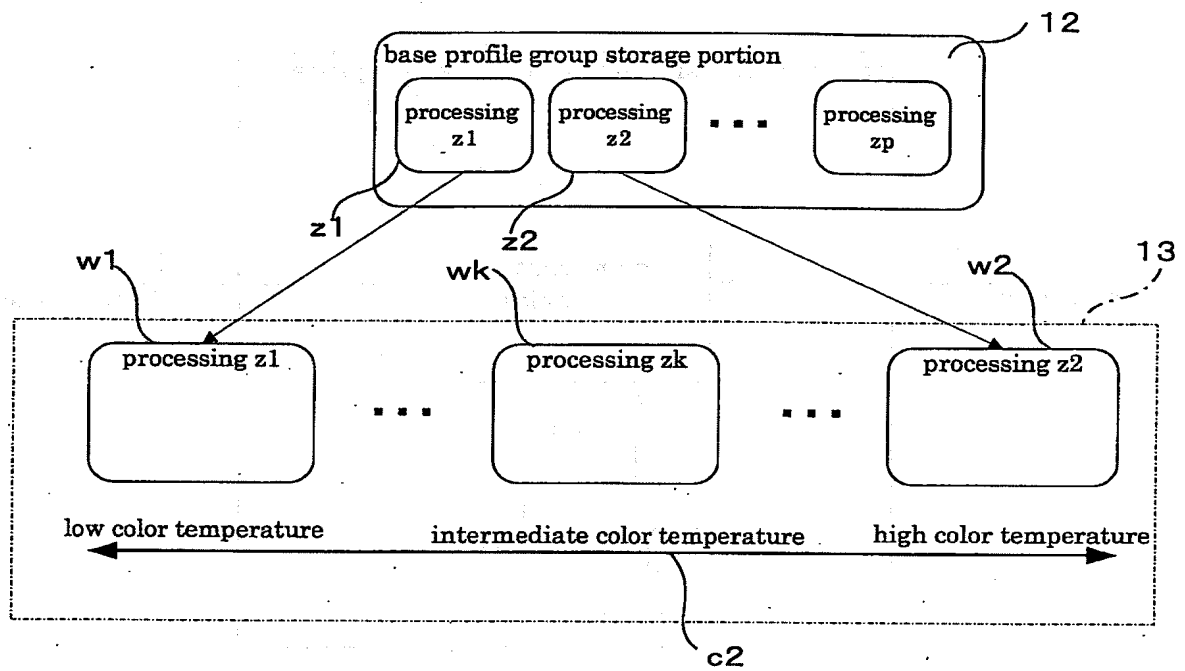 12
base profile group storage portion
processing z1
processing z2
▪ ▪ ▪
processing zp
z1
z2
w1
wk
w2
13
processing z1
▪ ▪ ▪
processing zk
▪ ▪ ▪
processing z2
low color temperature
intermediate color temperature
high color temperature
c2